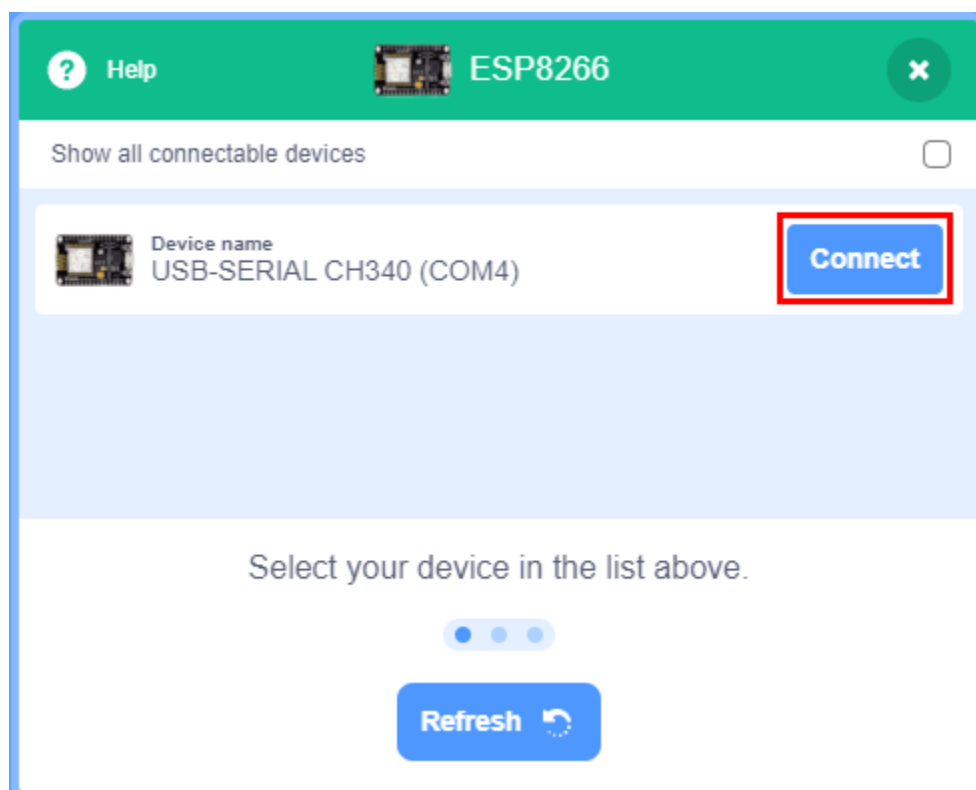 ? Help
ESP8266
Show all connectable devices
Device name
USB-SERIAL CH340 (COM4)
Connect
Select your device in the list above.
Refresh